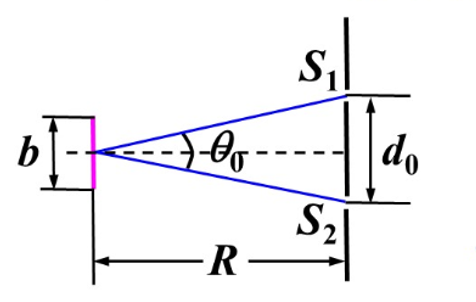 S₁
b
θ₀
d₀
S₂
R